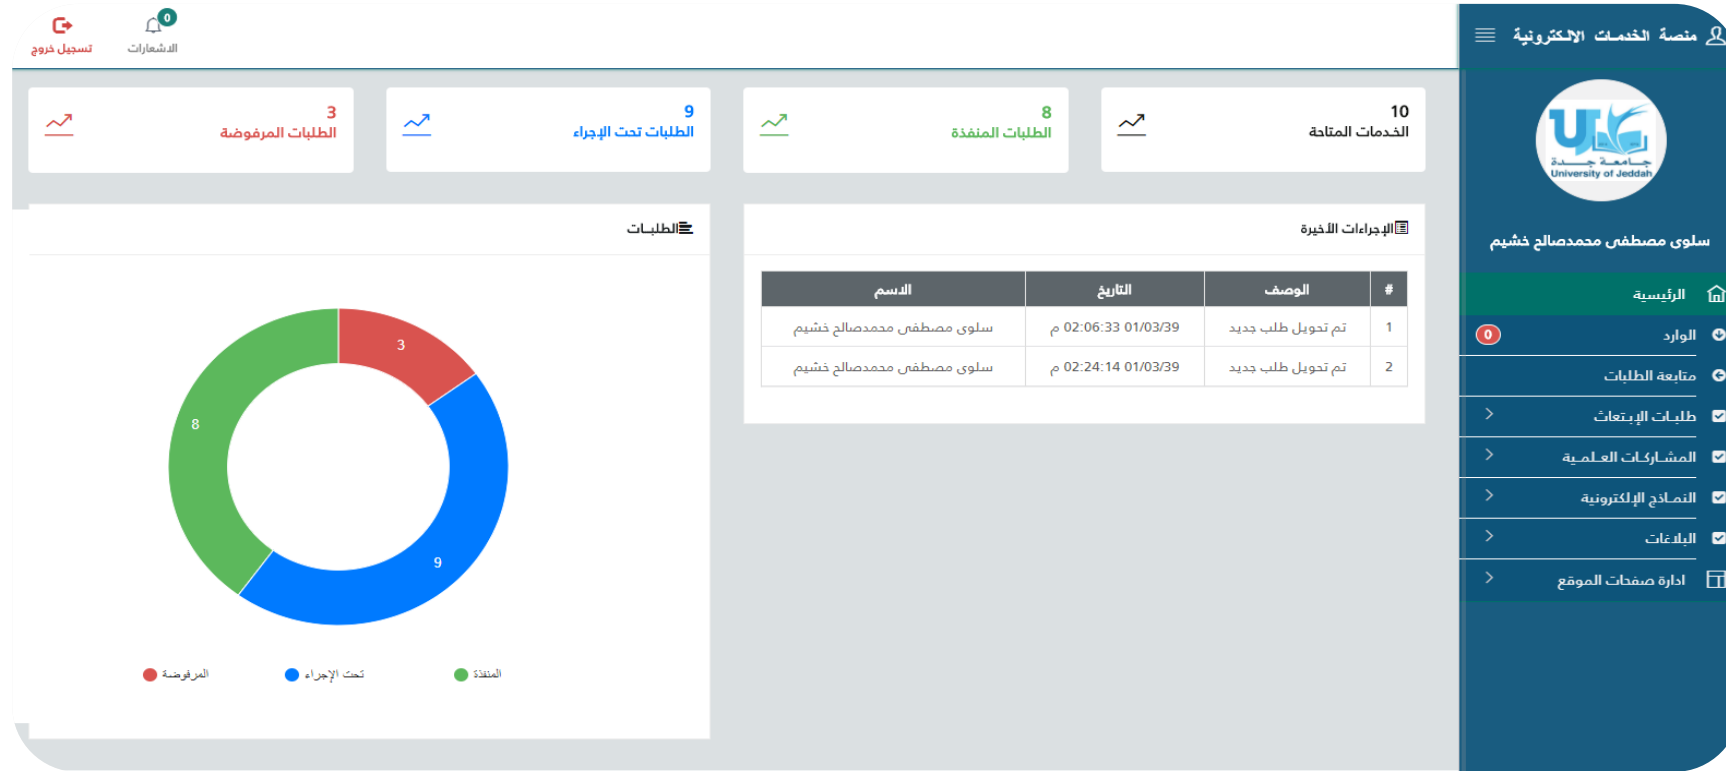 منصة الخدمات الالكترونية
0
الاشعارات
تسجيل خروج
جامعة جدة
University of Jeddah
سلوى مصطفى محمدصالح خشيم
الرئيسية
الوارد 0
متابعة الطلبات
طلبات الإبتعاث
المشاركات العلمية
النماذج الإلكترونية
البلاغات
ادارة صفحات الموقع
10
الخدمات المتاحة
8
الطلبات المنفذة
9
الطلبات تحت الإجراء
3
الطلبات المرفوضة
الإجراءات الأخيرة
# الوصف التاريخ الاسم
1 تم تحويل طلب جديد 01/03/39 02:06:33 م سلوى مصطفى محمدصالح خشيم
2 تم تحويل طلب جديد 01/03/39 02:24:14 م سلوى مصطفى محمدصالح خشيم
الطلبات
3
8
9
المنفذة تحت الإجراء المرفوضة